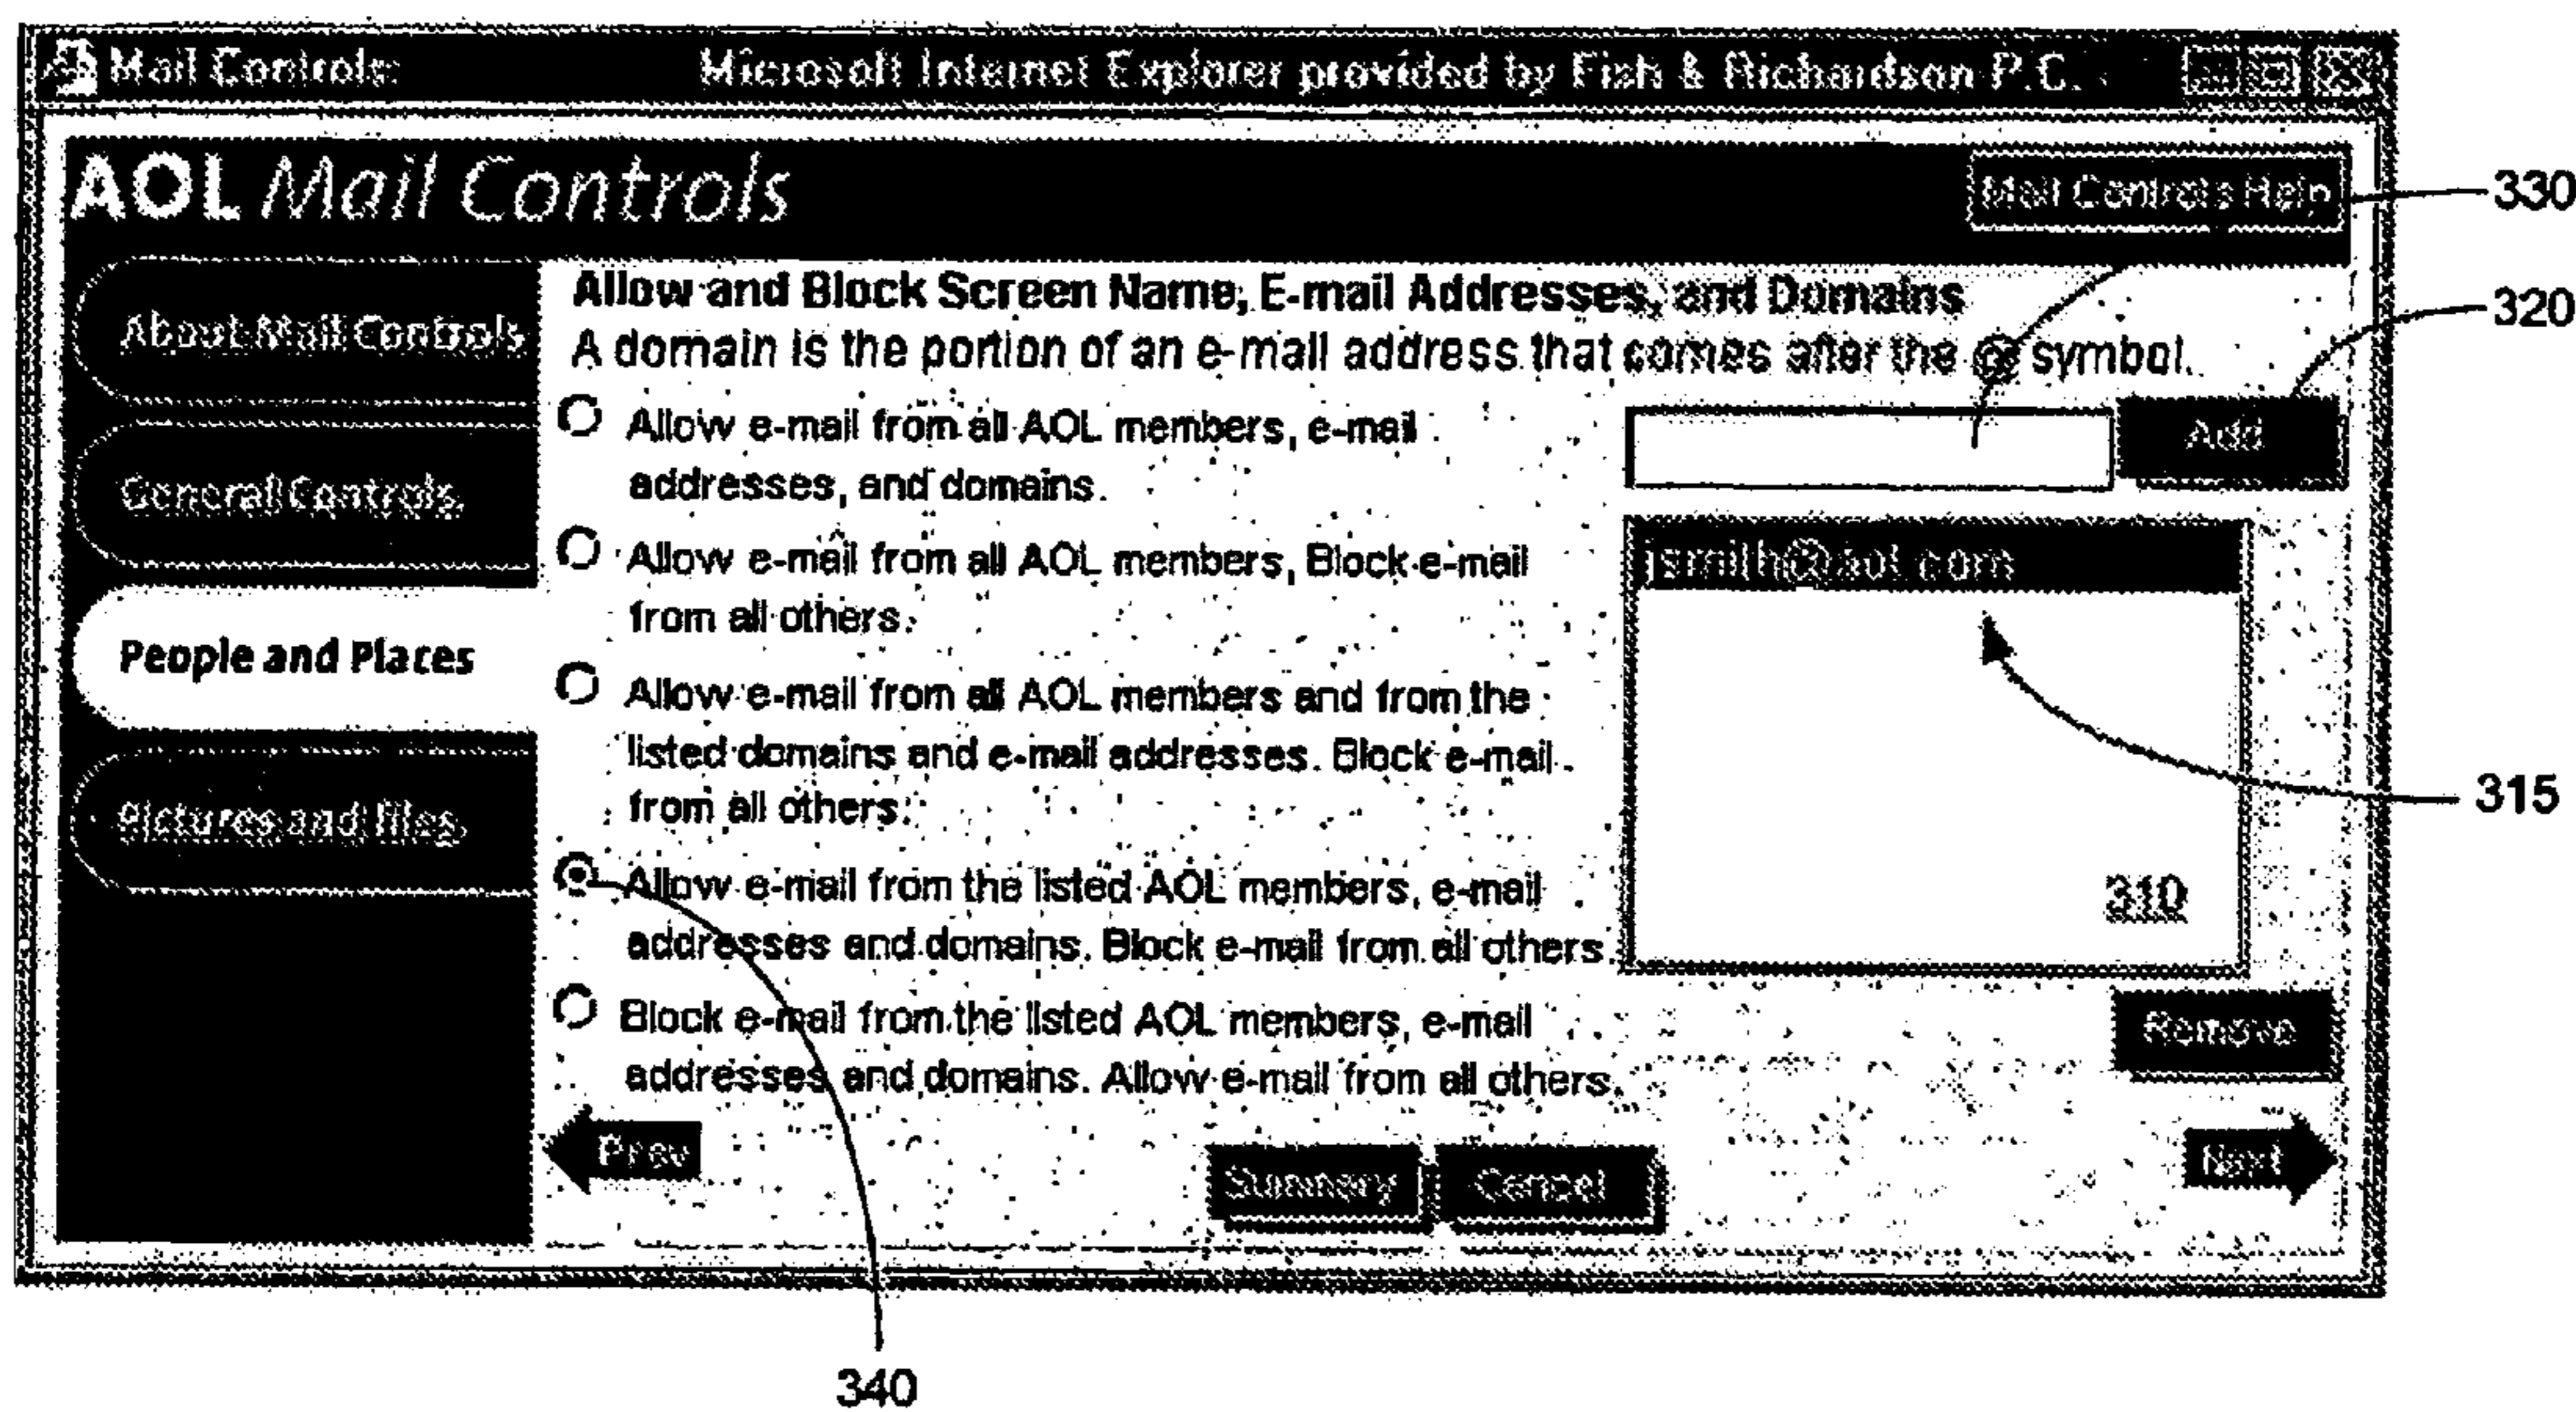 Mail Controls: Microsoft Internet Explorer provided by Fish & Richardson P.C.
AOL Mail Controls
Mail Controls Help
330
About Mail Controls
General Controls
People and Places
Pictures and Files
Allow and Block Screen Name, E-mail Addresses, and Domains
A domain is the portion of an e-mail address that comes after the @ symbol.
320
Allow e-mail from all AOL members, e-mail
addresses, and domains.
Allow e-mail from all AOL members, Block e-mail
from all others.
Allow e-mail from all AOL members and from the
listed domains and e-mail addresses. Block e-mail
from all others.
Allow e-mail from the listed AOL members, e-mail
addresses and domains. Block e-mail from all others.
Block e-mail from the listed AOL members, e-mail
addresses and domains. Allow e-mail from all others.
Add
jsmith@aol.com
315
310
Remove
Prev
Summary
Cancel
Next
340